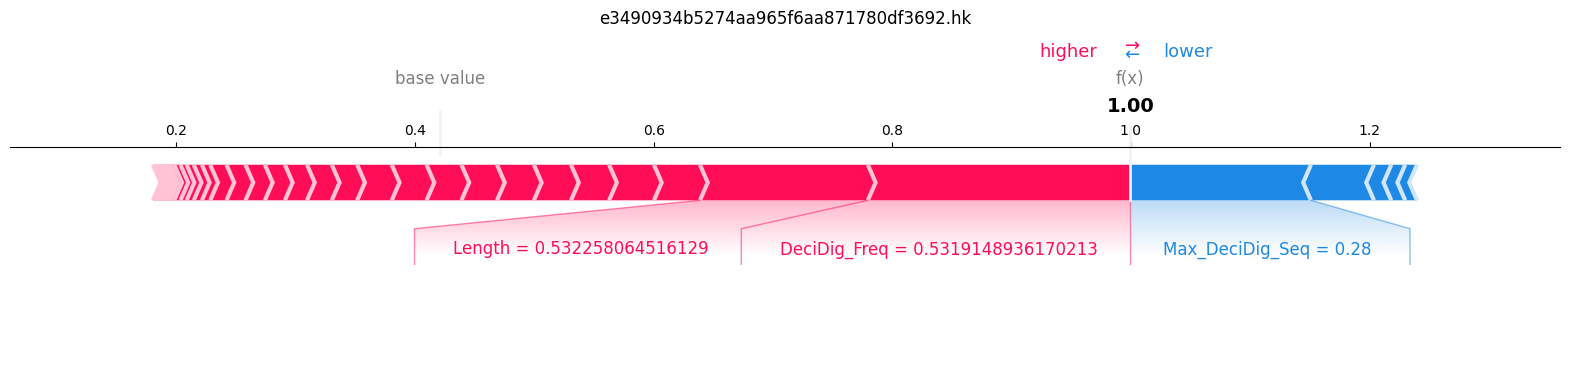 e3490934b5274aa965f6aa871780df3692.hk
higher ⇄ lower
base value
f(x)
1.00
0.2 0.4 0.6 0.8 1.0 1.2
Length = 0.532258064516129
DeciDig_Freq = 0.5319148936170213
Max_DeciDig_Seq = 0.28